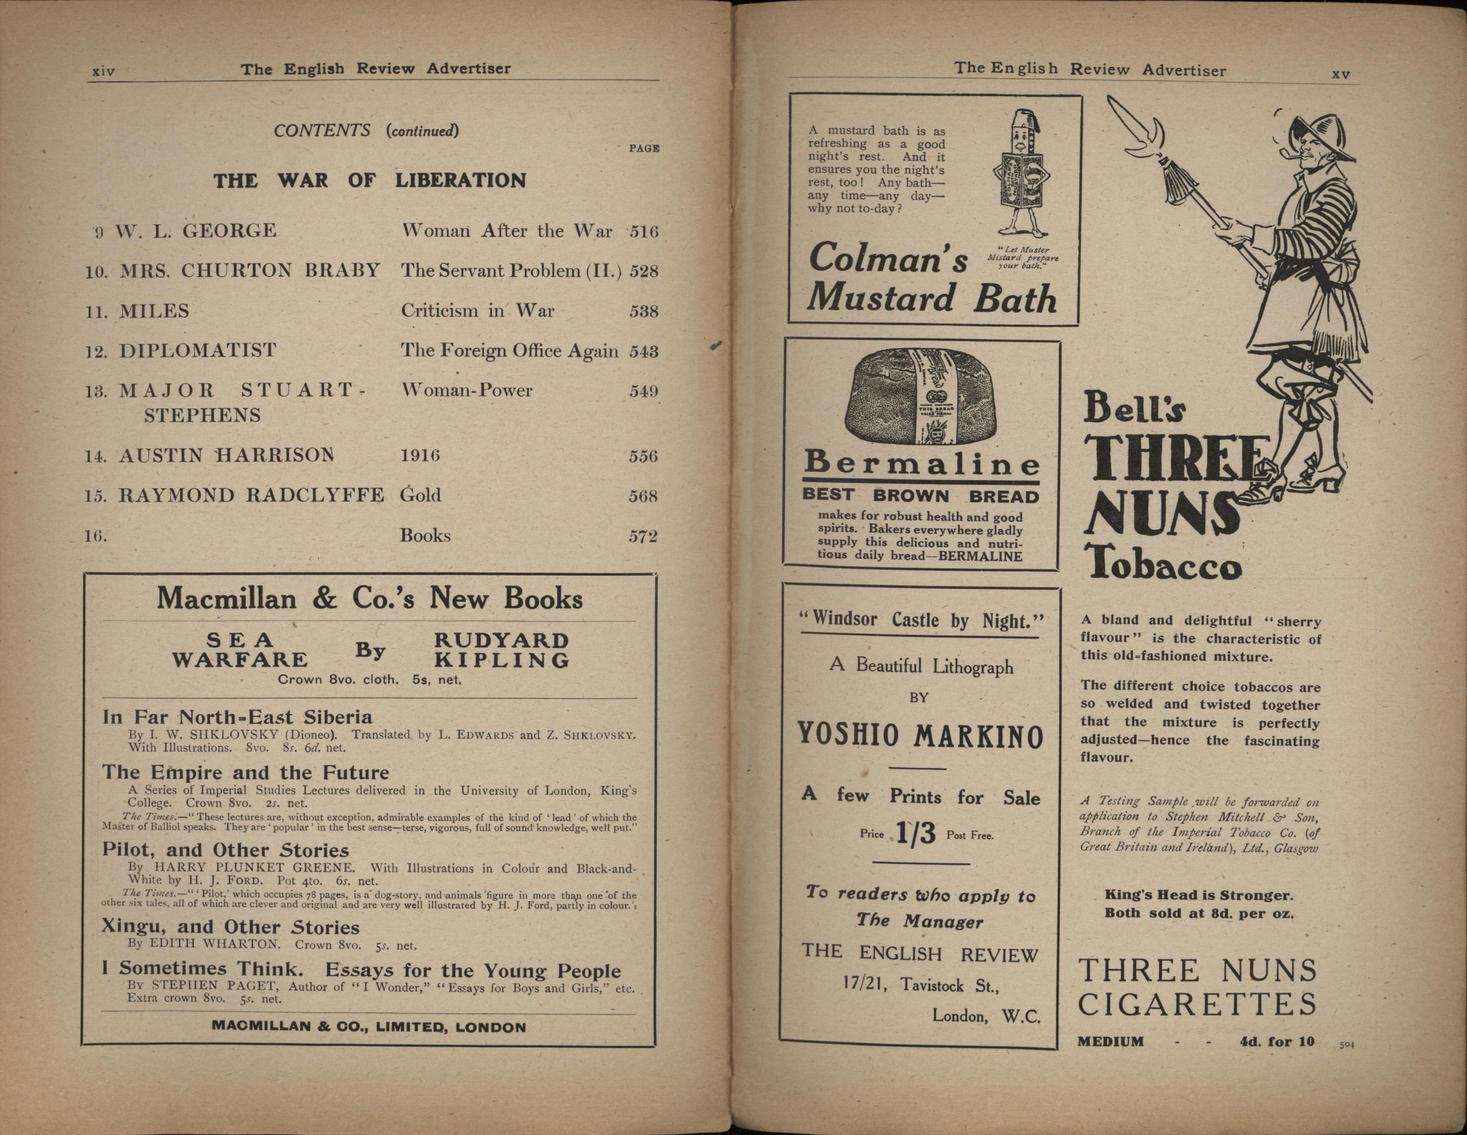 xiv
The English Review Advertiser
CONTENTS (continued)
PAGE
THE WAR OF LIBERATION
9 W. L. GEORGE Woman After the War 516
10. MRS. CHURTON BRABY The Servant Problem (II.) 528
11. MILES Criticism in War 538
12. DIPLOMATIST The Foreign Office Again 543
13. MAJOR STUART- Woman-Power 549
STEPHENS
14. AUSTIN HARRISON 1916 556
15. RAYMOND RADCLYFFE Gold 568
16. Books 572
Macmillan & Co.'s New Books
SEA WARFARE By RUDYARD KIPLING
Crown 8vo. cloth. 5s, net.
In Far North-East Siberia
By I. W. SHKLOVSKY (Dioneo). Translated by L. EDWARDS and Z. SHKLOVSKY.
With Illustrations. 8vo. 8s. 6d. net.
The Empire and the Future
A Series of Imperial Studies Lectures delivered in the University of London, King's
College. Crown 8vo. 2s. net.
The Times.—"These lectures are, without exception, admirable examples of the kind of 'lead' of which the
Master of Balliol speaks. They are 'popular' in the best sense—terse, vigorous, full of sound knowledge, well put."
Pilot, and Other Stories
By HARRY PLUNKET GREENE. With Illustrations in Colour and Black-and-
White by H. J. FORD. Pot 4to. 6s. net.
The Times.—"'Pilot,' which occupies 78 pages, is a dog-story, and animals figure in more than one of the
other six tales, all of which are clever and original and are very well illustrated by H. J. Ford, partly in colour.'
Xingu, and Other Stories
By EDITH WHARTON. Crown 8vo. 5s. net.
I Sometimes Think. Essays for the Young People
By STEPHEN PAGET, Author of "I Wonder," "Essays for Boys and Girls," etc.
Extra crown 8vo. 5s. net.
MACMILLAN & CO., LIMITED, LONDON
The English Review Advertiser
xv
A mustard bath is as
refreshing as a good
night's rest. And it
ensures you the night's
rest, too! Any bath—
any time—any day—
why not to-day?
"Let Master
Mustard prepare
your bath."
Colman's
Mustard Bath
Bermaline
BEST BROWN BREAD
makes for robust health and good
spirits. Bakers everywhere gladly
supply this delicious and nutri-
tious daily bread—BERMALINE
"Windsor Castle by Night."
A Beautiful Lithograph
BY
YOSHIO MARKINO
A few Prints for Sale
Price 1/3 Post Free.
To readers who apply to
The Manager
THE ENGLISH REVIEW
17/21, Tavistock St.,
London, W.C.
Bell's
THREE
NUNS
Tobacco
A bland and delightful "sherry
flavour" is the characteristic of
this old-fashioned mixture.
The different choice tobaccos are
so welded and twisted together
that the mixture is perfectly
adjusted—hence the fascinating
flavour.
A Testing Sample will be forwarded on
application to Stephen Mitchell & Son,
Branch of the Imperial Tobacco Co. (of
Great Britain and Ireland), Ltd., Glasgow
King's Head is Stronger.
Both sold at 8d. per oz.
THREE NUNS
CIGARETTES
MEDIUM - - 4d. for 10
504